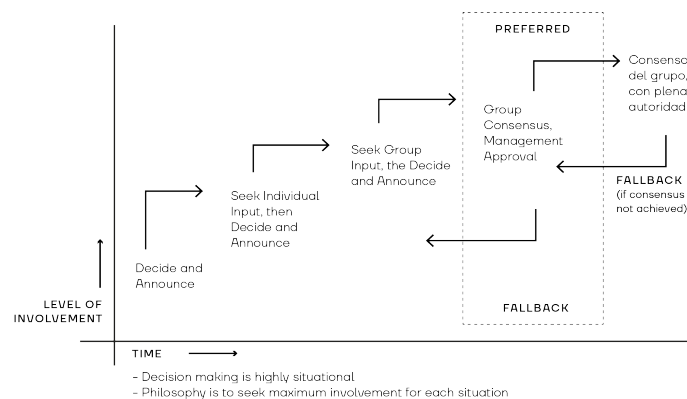 PREFERRED
Consenso
del grupo,
con plena
autoridad
Group
Consensus,
Management
Approval
Seek Group
Input, the Decide
and Announce
FALLBACK
(if consensus
not achieved)
Seek Individual
Input, then
Decide and
Announce
Decide and
Announce
LEVEL OF
INVOLVEMENT
FALLBACK
TIME
- Decision making is highly situational
- Philosophy is to seek maximum involvement for each situation